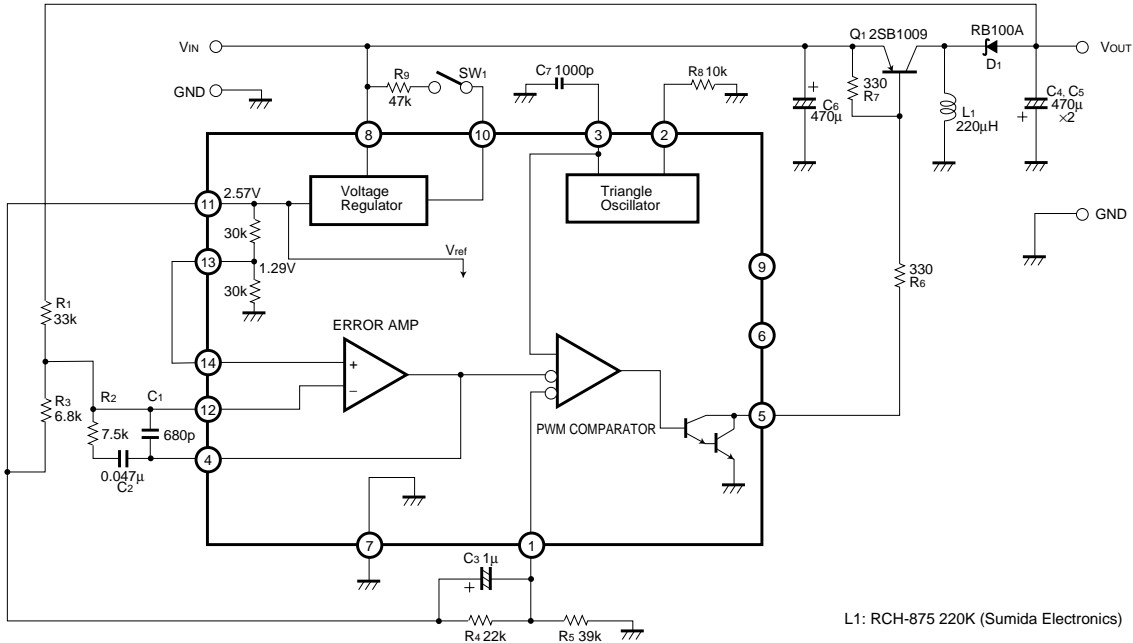 VIN
GND
R9
47k
SW1
C7 1000p
R8 10k
Q1 2SB1009
RB100A
D1
VOUT
330
R7
C6
470μ
+
L1
220μH
C4, C5
470μ
×2
+
GND
8
10
3
2
11
2.57V
Voltage
Regulator
Triangle
Oscillator
30k
Vref
13
1.29V
30k
9
330
R6
6
R1
33k
ERROR AMP
14
+
R3
6.8k
R2
7.5k
C1
680p
12
−
PWM COMPARATOR
5
0.047μ
C2
4
7
1
C3 1μ
+
R4 22k
R5 39k
L1: RCH-875 220K (Sumida Electronics)